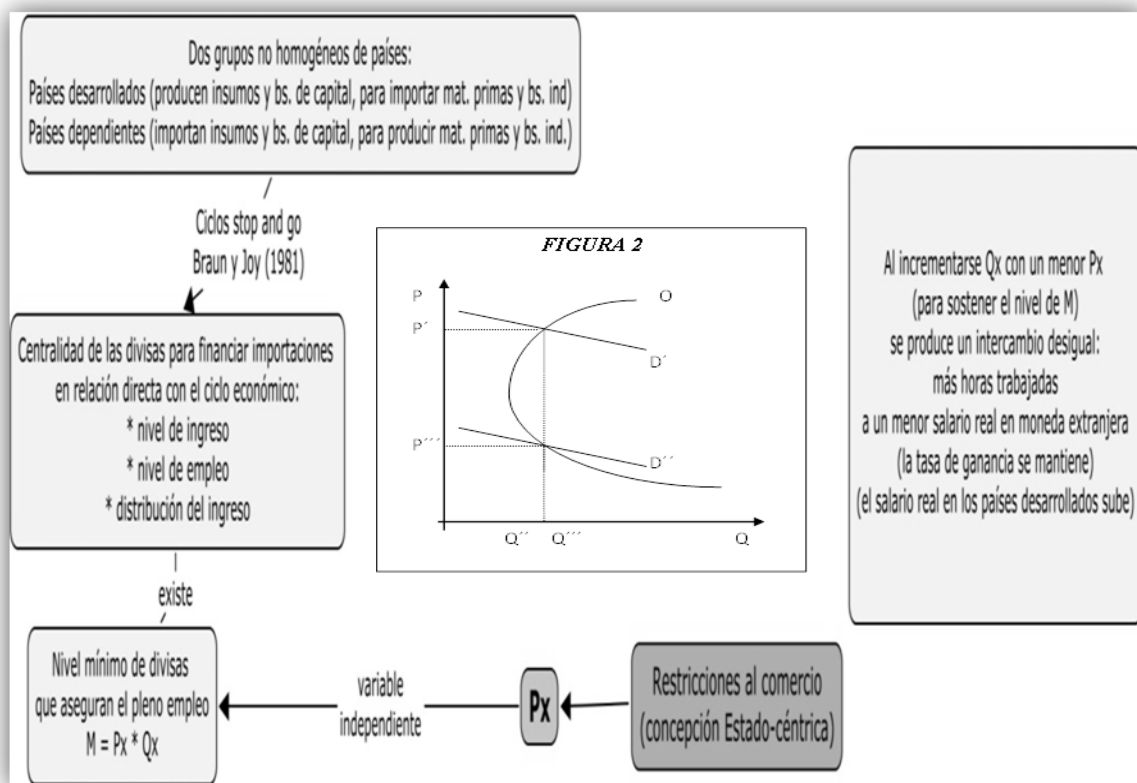 Dos grupos no homogéneos de países:
Países desarrollados (producen insumos y bs. de capital, para importar mat. primas y bs. ind)
Países dependientes (importan insumos y bs. de capital, para producir mat. primas y bs. ind.)
Ciclos stop and go
Braun y Joy (1981)
Centralidad de las divisas para financiar importaciones
en relación directa con el ciclo económico:
* nivel de ingreso
* nivel de empleo
* distribución del ingreso
existe
Nivel mínimo de divisas
que aseguran el pleno empleo
M = Px * Qx
variable
independiente
Px
Restricciones al comercio
(concepción Estado-céntrica)
FIGURA 2
P
O
P´
D´
P´´´
D´´
Q´´
Q´´´
Q
Al incrementarse Qx con un menor Px
(para sostener el nivel de M)
se produce un intercambio desigual:
más horas trabajadas
a un menor salario real en moneda extranjera
(la tasa de ganancia se mantiene)
(el salario real en los países desarrollados sube)